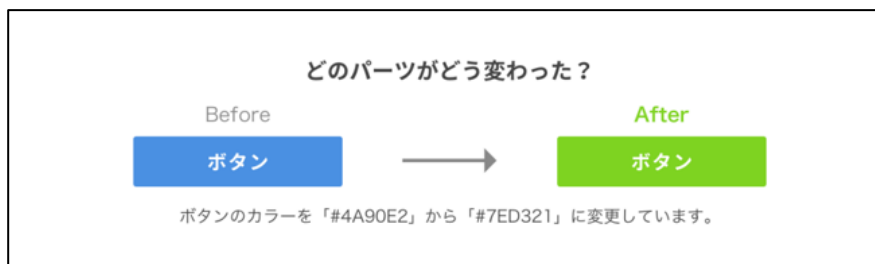 どのパーツがどう変わった？
Before
After
ボタン
ボタン
ボタンのカラーを「#4A90E2」から「#7ED321」に変更しています。